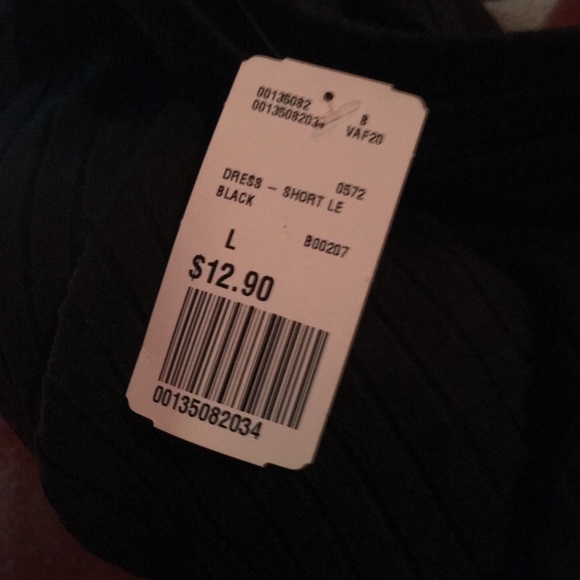 00135082 B
00135082034 VAF20
DRESS - SHORT LE 0572
BLACK
L B00207
$12.90
00135082034